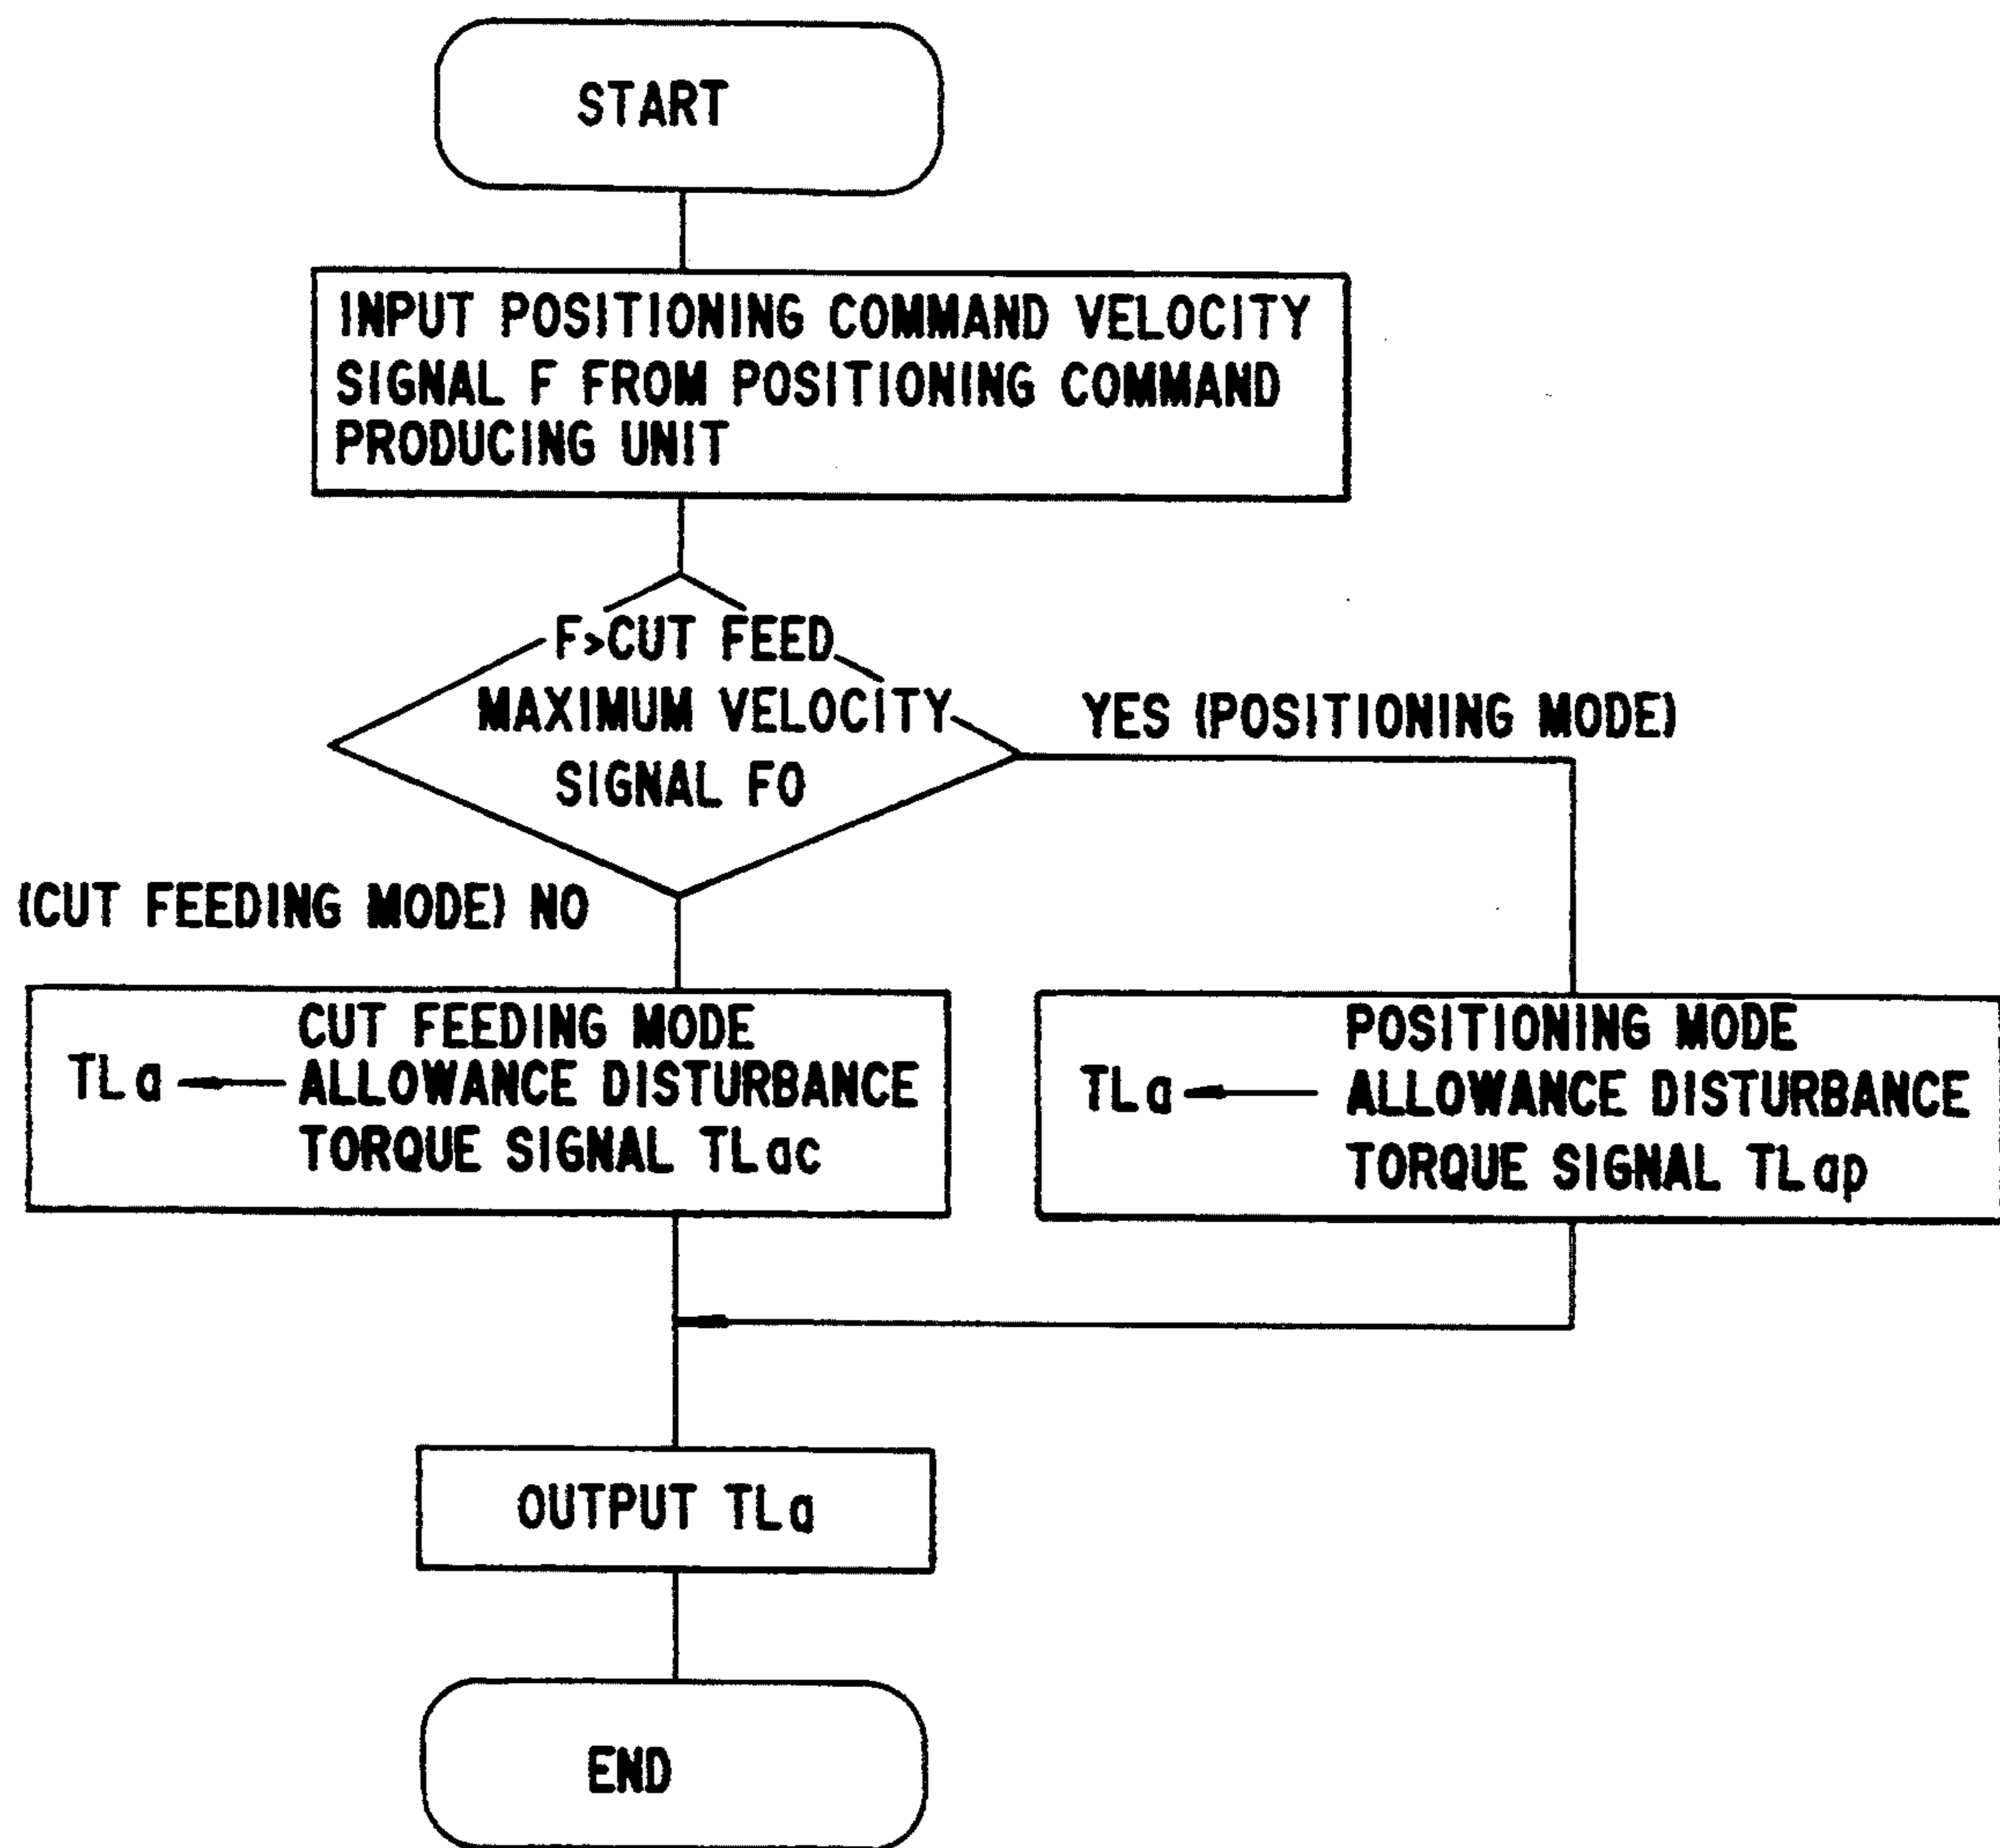 START
INPUT POSITIONING COMMAND VELOCITY
SIGNAL F FROM POSITIONING COMMAND
PRODUCING UNIT
F>CUT FEED
MAXIMUM VELOCITY
SIGNAL F0
YES (POSITIONING MODE)
(CUT FEEDING MODE) NO
CUT FEEDING MODE
TLa ← ALLOWANCE DISTURBANCE
TORQUE SIGNAL TLac
POSITIONING MODE
TLa ← ALLOWANCE DISTURBANCE
TORQUE SIGNAL TLap
OUTPUT TLa
END